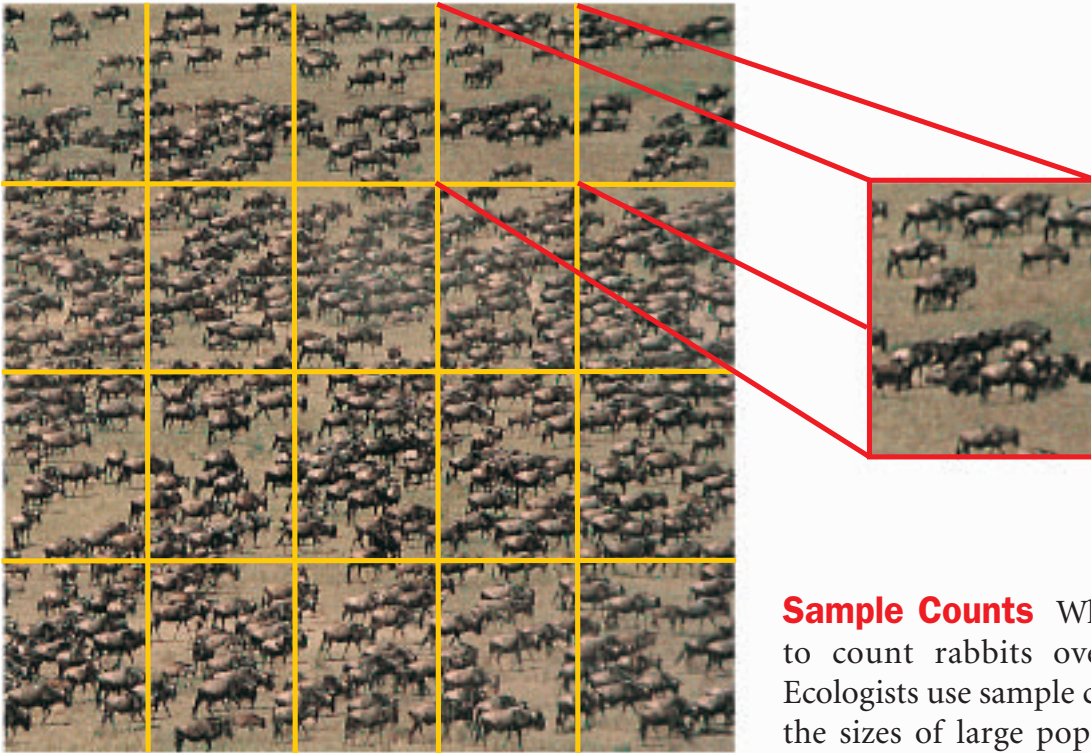 Sample Counts
to count rabbits
Ecologists use sample
the sizes of large